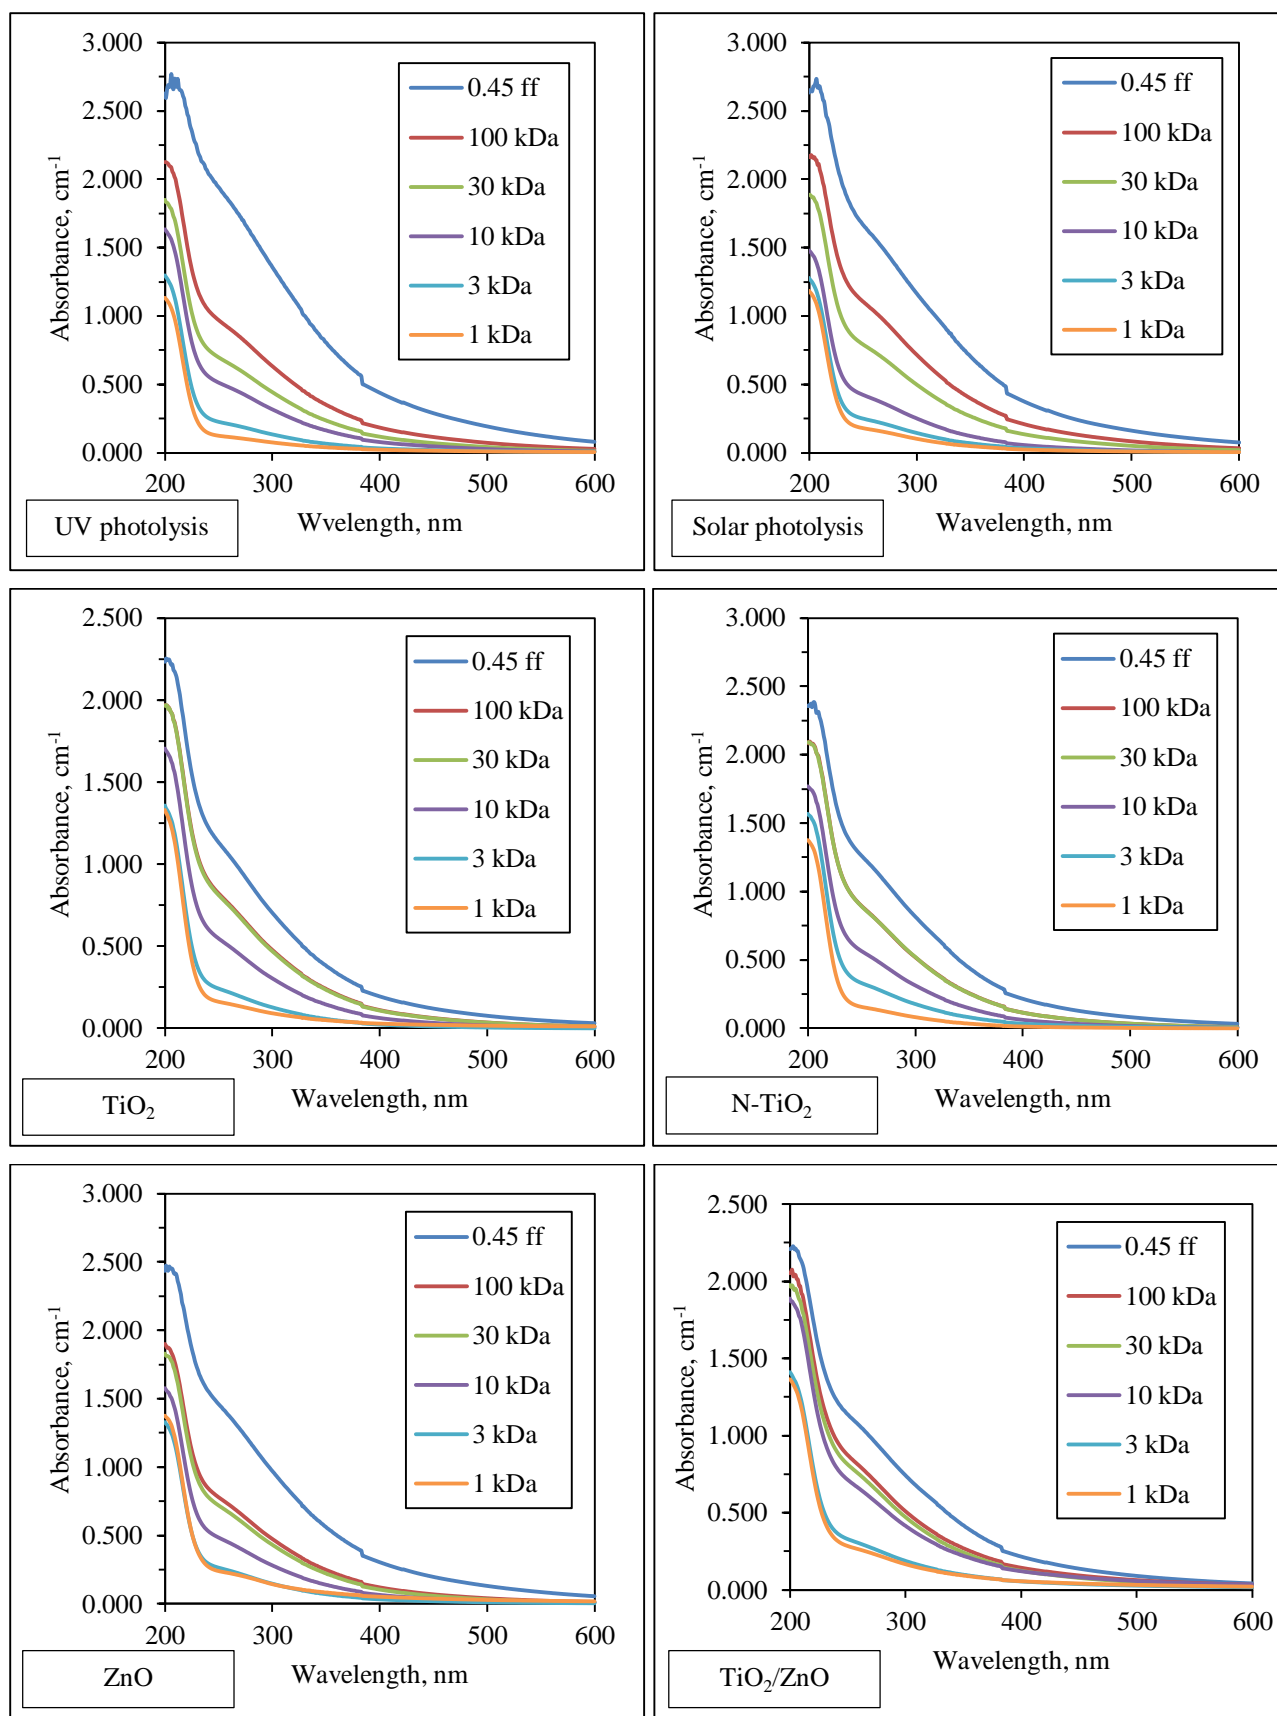 3.000
2.500
2.000
1.500
1.000
0.500
0.000
Absorbance, cm-1
0.45 ff
100 kDa
30 kDa
10 kDa
3 kDa
1 kDa
200 300 400 500 600
Wvelength, nm
UV photolysis
3.000
2.500
2.000
1.500
1.000
0.500
0.000
Absorbance, cm-1
0.45 ff
100 kDa
30 kDa
10 kDa
3 kDa
1 kDa
200 300 400 500 600
Wavelength, nm
Solar photolysis
2.500
2.000
1.500
1.000
0.500
0.000
Absorbance, cm-1
0.45 ff
100 kDa
30 kDa
10 kDa
3 kDa
1 kDa
200 300 400 500 600
Wavelength, nm
TiO2
3.000
2.500
2.000
1.500
1.000
0.500
0.000
Absorbance, cm-1
0.45 ff
100 kDa
30 kDa
10 kDa
3 kDa
1 kDa
200 300 400 500 600
Wavelength, nm
N-TiO2
3.000
2.500
2.000
1.500
1.000
0.500
0.000
Absorbance, cm-1
0.45 ff
100 kDa
30 kDa
10 kDa
3 kDa
1 kDa
200 300 400 500 600
Wavelength, nm
ZnO
2.500
2.000
1.500
1.000
0.500
0.000
Absorbance, cm-1
0.45 ff
100 kDa
30 kDa
10 kDa
3 kDa
1 kDa
200 300 400 500 600
Wavelength, nm
TiO2/ZnO